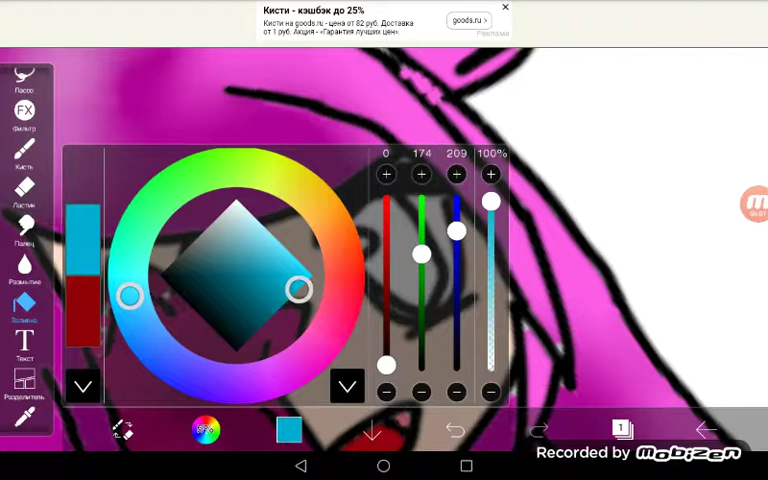 Кисти - кэшбэк до 25%
Кисти на goods.ru - цена от 82 руб. Доставка
от 1 руб. Акция - «Гарантия лучших цен».
goods.ru >
Реклама
Лассо
FX
Фильтр
Кисть
Ластик
Палец
Размытие
Заливка
T
Текст
Разделитель
0 174 209 100%
1
Recorded by Mobizen